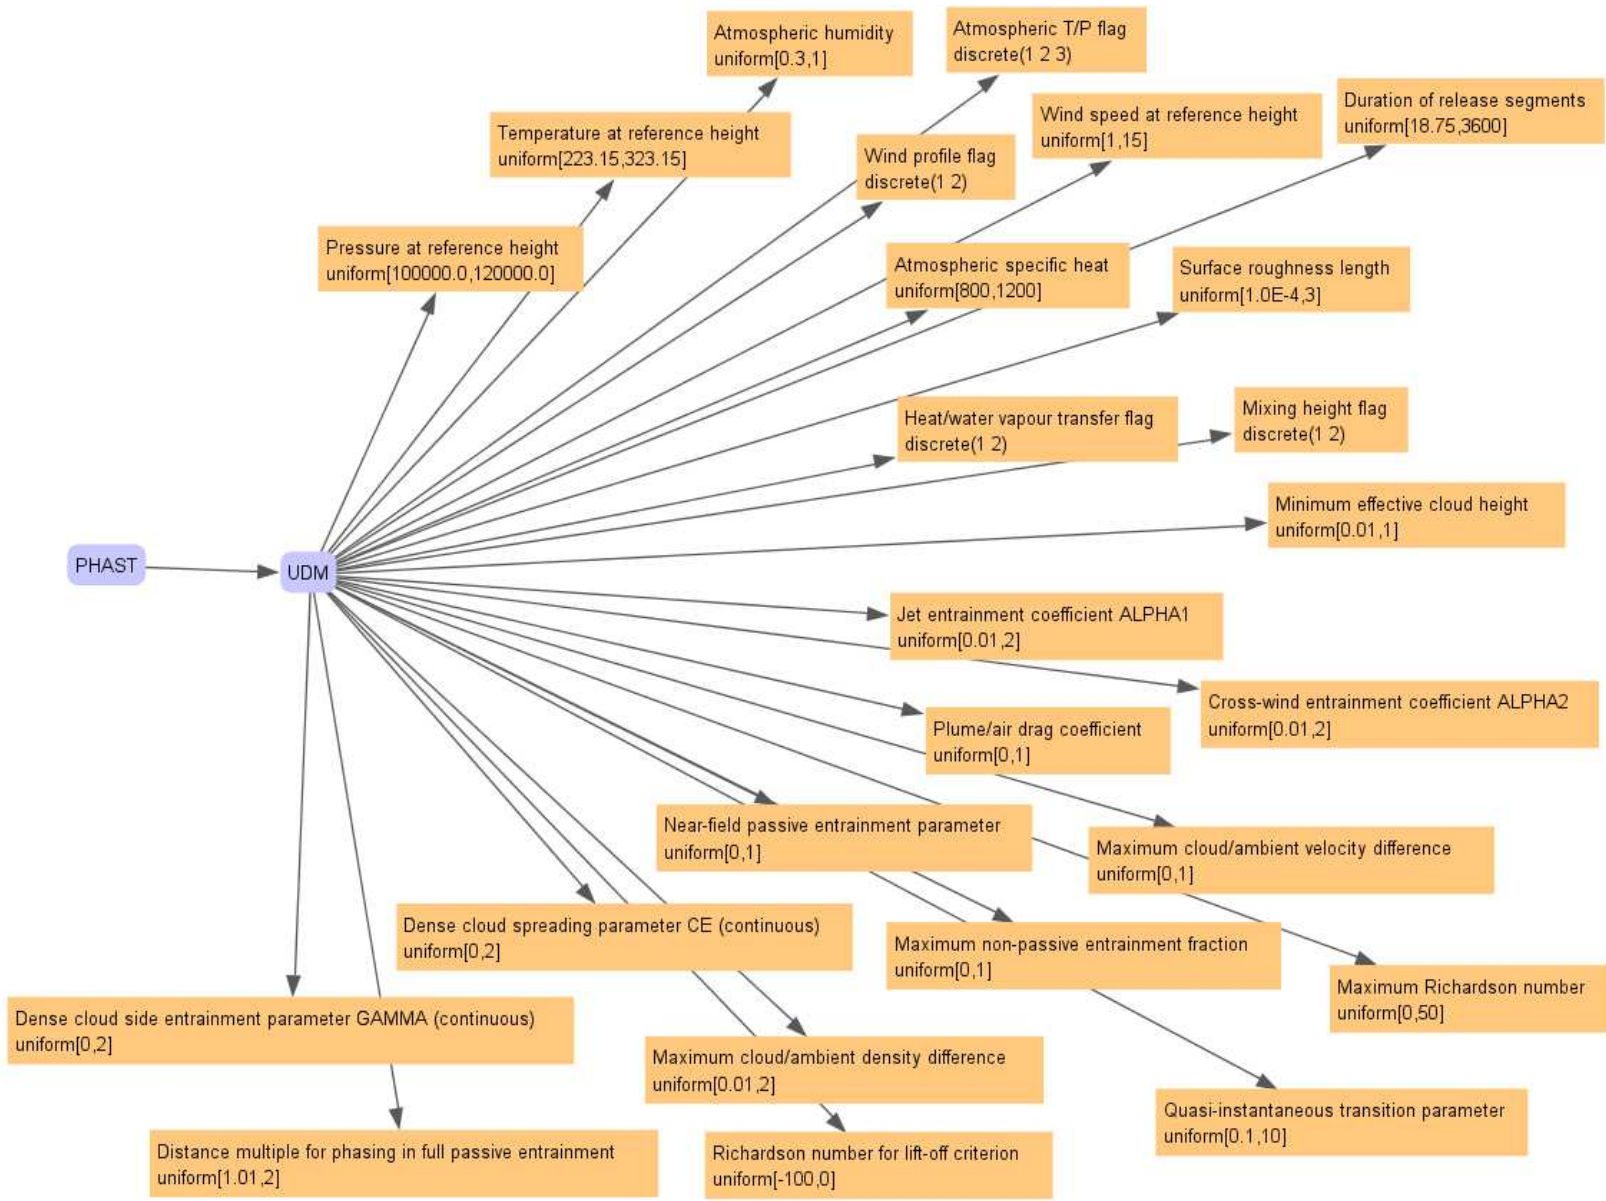 Atmospheric humidity
uniform[0.3,1]
Atmospheric T/P flag
discrete(1 2 3)
Temperature at reference height
uniform[223.15,323.15]
Wind profile flag
discrete(1 2)
Wind speed at reference height
uniform[1,15]
Duration of release segments
uniform[18.75,3600]
Pressure at reference height
uniform[100000.0,120000.0]
Atmospheric specific heat
uniform[800,1200]
Surface roughness length
uniform[1.0E-4,3]
Heat/water vapour transfer flag
discrete(1 2)
Mixing height flag
discrete(1 2)
Minimum effective cloud height
uniform[0.01,1]
PHAST
UDM
Jet entrainment coefficient ALPHA1
uniform[0.01,2]
Cross-wind entrainment coefficient ALPHA2
uniform[0.01,2]
Plume/air drag coefficient
uniform[0,1]
Near-field passive entrainment parameter
uniform[0,1]
Maximum cloud/ambient velocity difference
uniform[0,1]
Dense cloud spreading parameter CE (continuous)
uniform[0,2]
Maximum non-passive entrainment fraction
uniform[0,1]
Maximum Richardson number
uniform[0,50]
Dense cloud side entrainment parameter GAMMA (continuous)
uniform[0,2]
Maximum cloud/ambient density difference
uniform[0.01,2]
Quasi-instantaneous transition parameter
uniform[0.1,10]
Distance multiple for phasing in full passive entrainment
uniform[1.01,2]
Richardson number for lift-off criterion
uniform[-100,0]